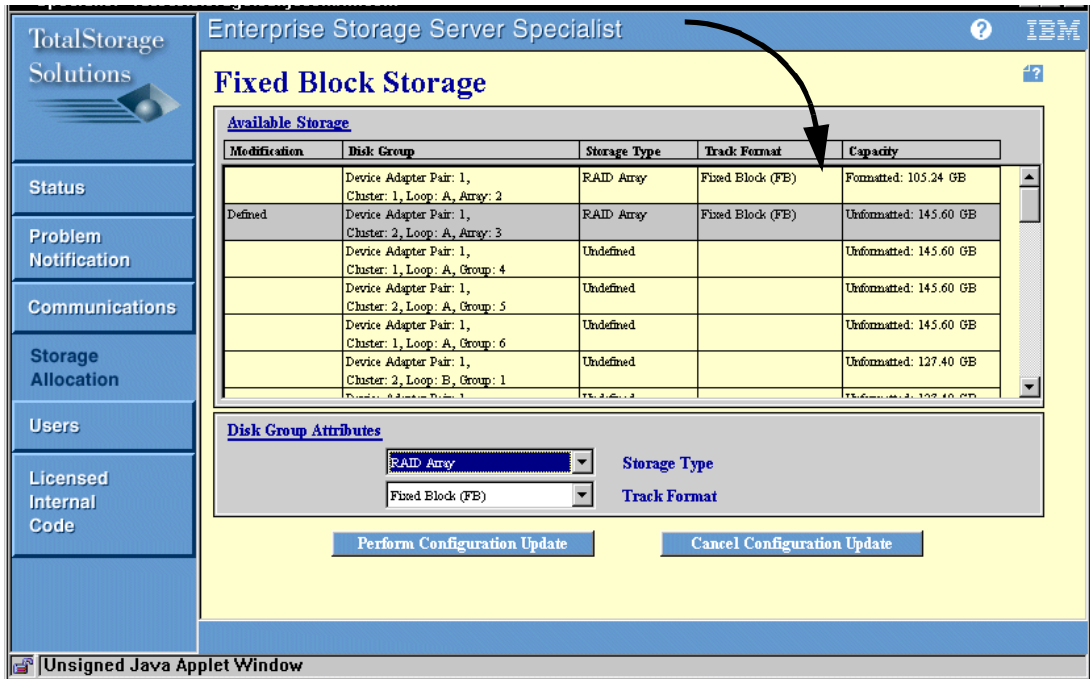 TotalStorage
Solutions
Enterprise Storage Server Specialist
?
IBM
Fixed Block Storage
?
Available Storage
Modification Disk Group Storage Type Track Format Capacity
Device Adapter Pair: 1, RAID Array Fixed Block (FB) Formatted: 105.24 GB
Cluster: 1, Loop: A, Array: 2
Defined Device Adapter Pair: 1, RAID Array Fixed Block (FB) Unformatted: 145.60 GB
Cluster: 2, Loop: A, Array: 3
Device Adapter Pair: 1, Undefined Unformatted: 145.60 GB
Cluster: 1, Loop: A, Group: 4
Device Adapter Pair: 1, Undefined Unformatted: 145.60 GB
Cluster: 2, Loop: A, Group: 5
Device Adapter Pair: 1, Undefined Unformatted: 145.60 GB
Cluster: 1, Loop: A, Group: 6
Device Adapter Pair: 1, Undefined Unformatted: 127.40 GB
Cluster: 2, Loop: B, Group: 1
Status
Problem
Notification
Communications
Storage
Allocation
Users
Licensed
Internal
Code
Disk Group Attributes
RAID Array Storage Type
Fixed Block (FB) Track Format
Perform Configuration Update Cancel Configuration Update
Unsigned Java Applet Window